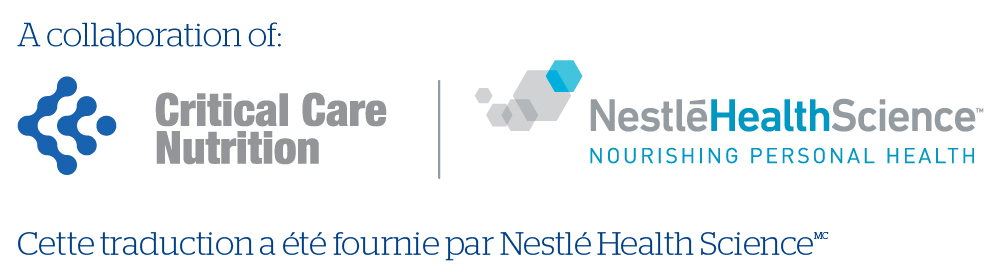 A collaboration of:
Critical Care
Nutrition
NestléHealthScience™
NOURISHING PERSONAL HEALTH
Cette traduction a été fournie par Nestlé Health Science MC